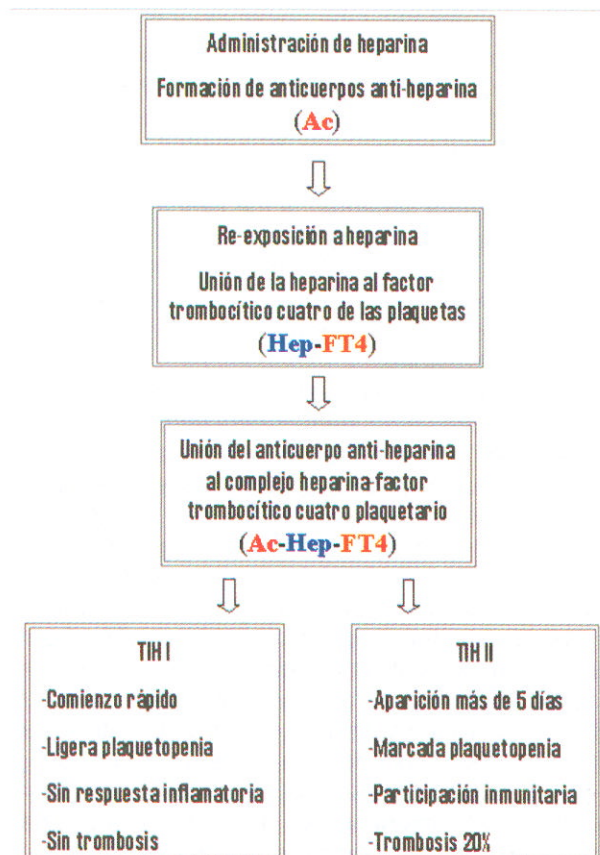 Administración de heparina
Formación de anticuerpos anti-heparina
(Ac)
Re-exposición a heparina
Unión de la heparina al factor
trombocítico cuatro de las plaquetas
(Hep-FT4)
Unión del anticuerpo anti-heparina
al complejo heparina-factor
trombocítico cuatro plaquetario
(Ac-Hep-FT4)
TIH I
-Comienzo rápido
-Ligera plaquetopenia
-Sin respuesta inflamatoria
-Sin trombosis
TIH II
-Aparición más de 5 días
-Marcada plaquetopenia
-Participación inmunitaria
-Trombosis 20%